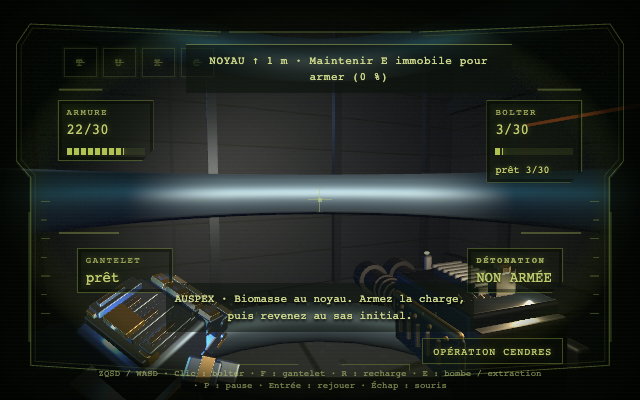 NOYAU ↑ 1 m · Maintenir E immobile pour
armer (0 %)
ARMURE
22/30
BOLTER
3/30
prêt 3/30
GANTELET
prêt
DÉTONATION
NON ARMÉE
AUSPEX · Biomasse au noyau. Armez la charge,
puis revenez au sas initial.
OPÉRATION CENDRES
ZQSD / WASD · Clic : bolter · F : gantelet · R : recharge · E : bombe / extraction
· P : pause · Entrée : rejouer · Échap : souris